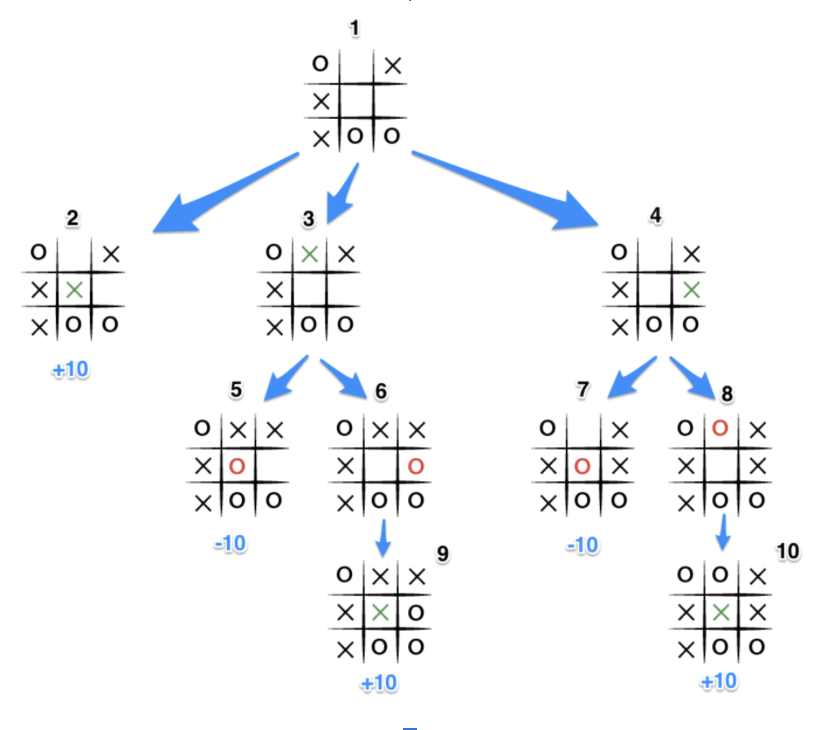 1
O X
X
X O O
2 3 4
O X O X X O X
X X X X X
X O O X O O X O O
+10
5 6 7 8
O X X O X X O X O O X
X O X O X O X X X
X O O X O O X O O X O O
-10 -10
9 10
O X X O O X
X X O X X X
X O O X O O
+10 +10